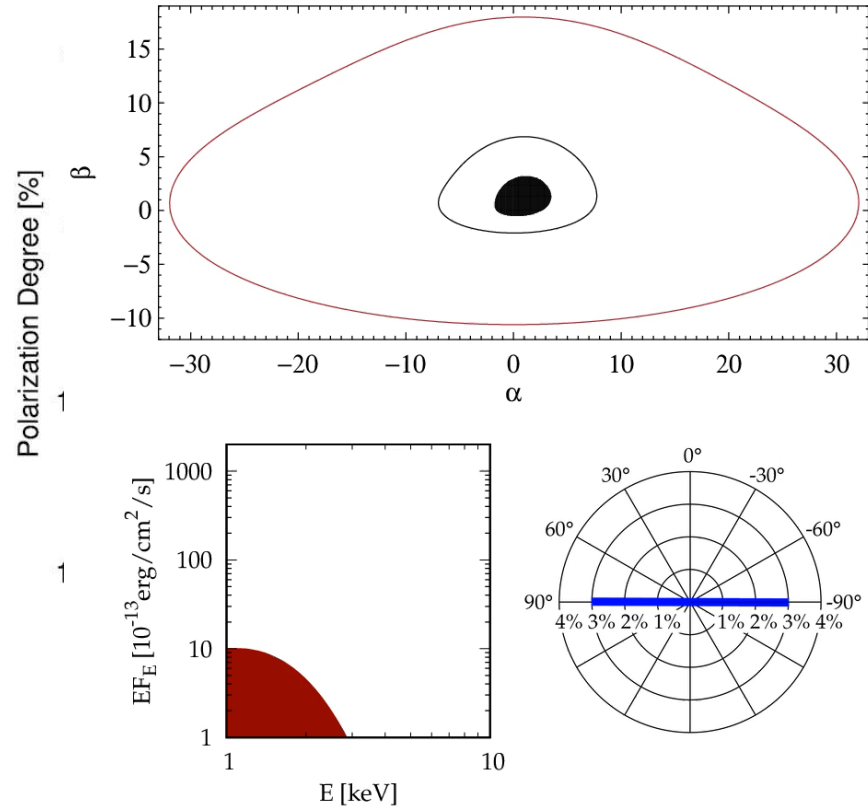 Polarization Degree [%]
1
1
β
15
10
5
0
−5
−10
−30 −20 −10 0 10 20 30
α
EF_E [10^-13 erg/cm^2/s]
1000
100
10
1
1 10
E [keV]
0°
30° -30°
60° -60°
90° -90°
4% 3% 2% 1% 1% 2% 3% 4%